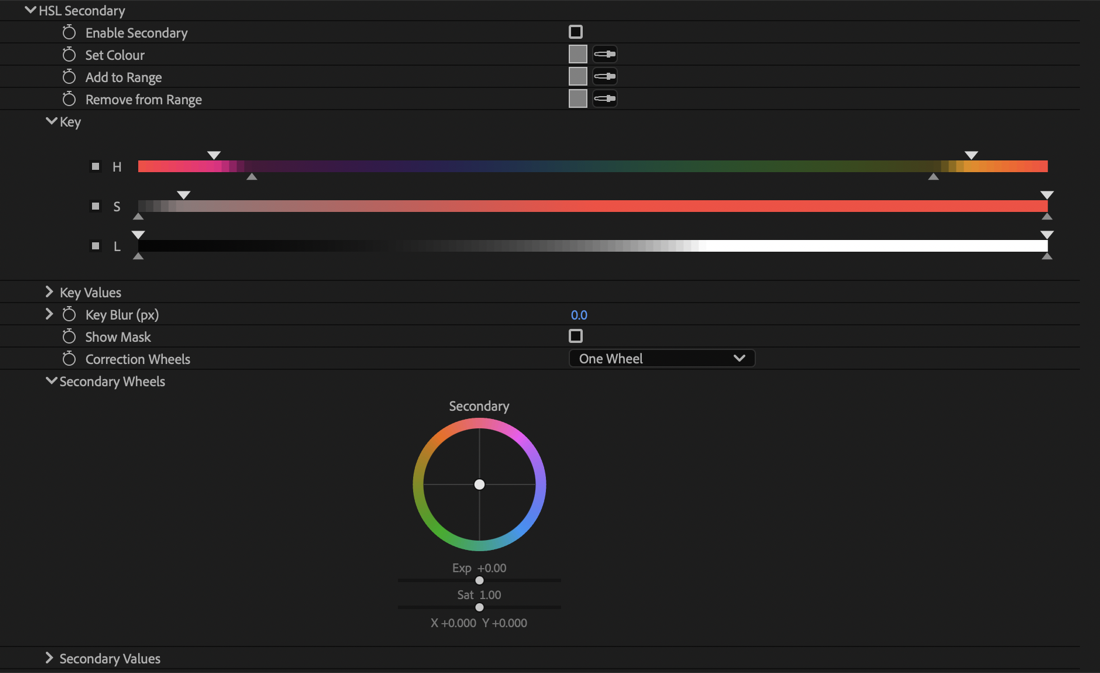 HSL Secondary
Enable Secondary
Set Colour
Add to Range
Remove from Range
Key
H
S
L
Key Values
Key Blur (px) 0.0
Show Mask
Correction Wheels One Wheel
Secondary Wheels
Secondary
Exp +0.00
Sat 1.00
X +0.000 Y +0.000
Secondary Values